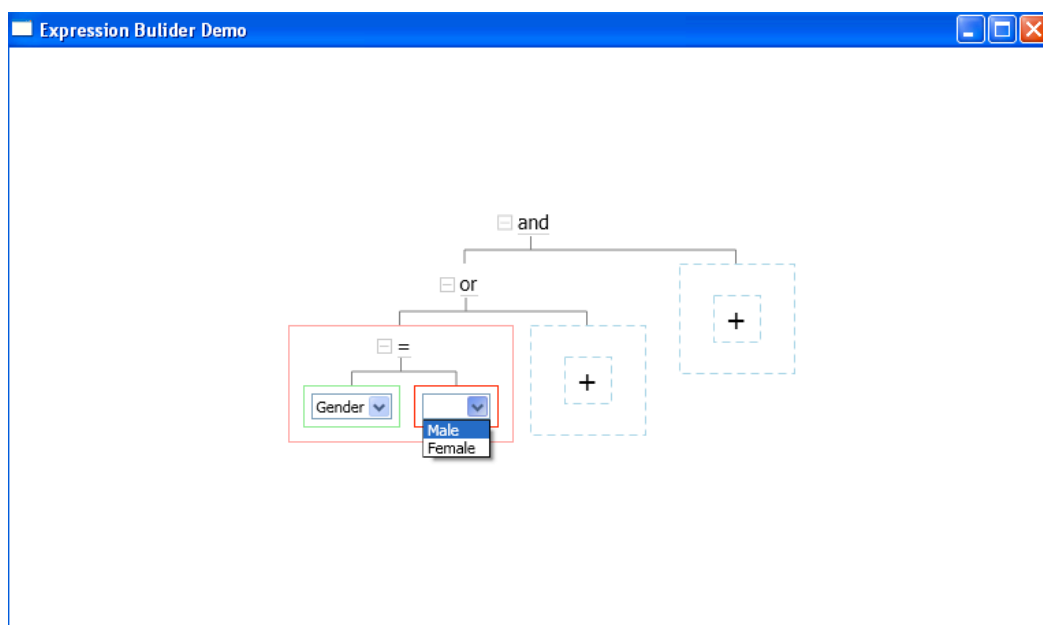 Expression Bulider Demo
and
or
+
=
+
Gender
Male
Female